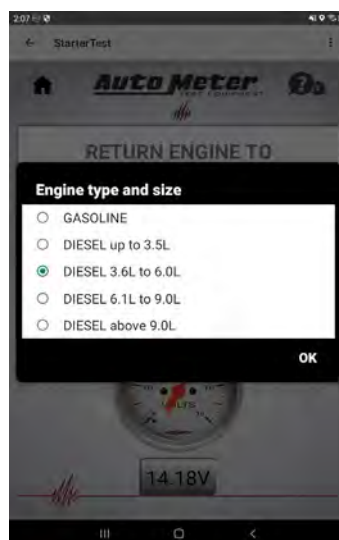 2:07
StarterTest
Auto Meter
RETURN ENGINE TO
Engine type and size
GASOLINE
DIESEL up to 3.5L
DIESEL 3.6L to 6.0L
DIESEL 6.1L to 9.0L
DIESEL above 9.0L
OK
VOLTS
14.18V